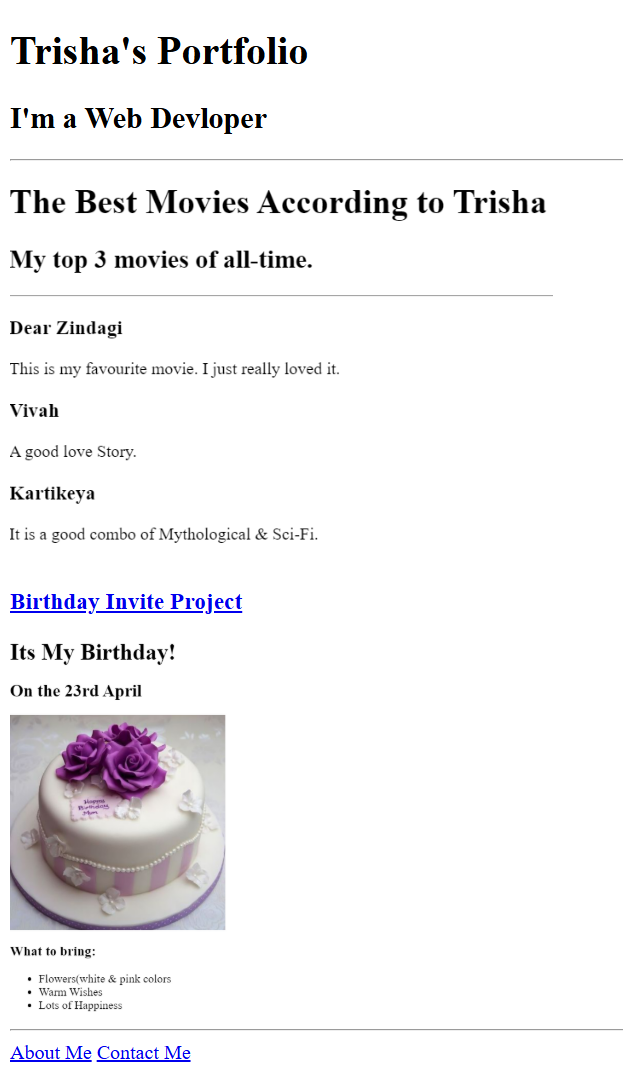 Trisha's Portfolio
I'm a Web Devloper
The Best Movies According to Trisha
My top 3 movies of all-time.
Dear Zindagi
This is my favourite movie. I just really loved it.
Vivah
A good love Story.
Kartikeya
It is a good combo of Mythological & Sci-Fi.
Birthday Invite Project
Its My Birthday!
On the 23rd April
Happy
Birthday
Mum
What to bring:
Flowers(white & pink colors
Warm Wishes
Lots of Happiness
About Me Contact Me